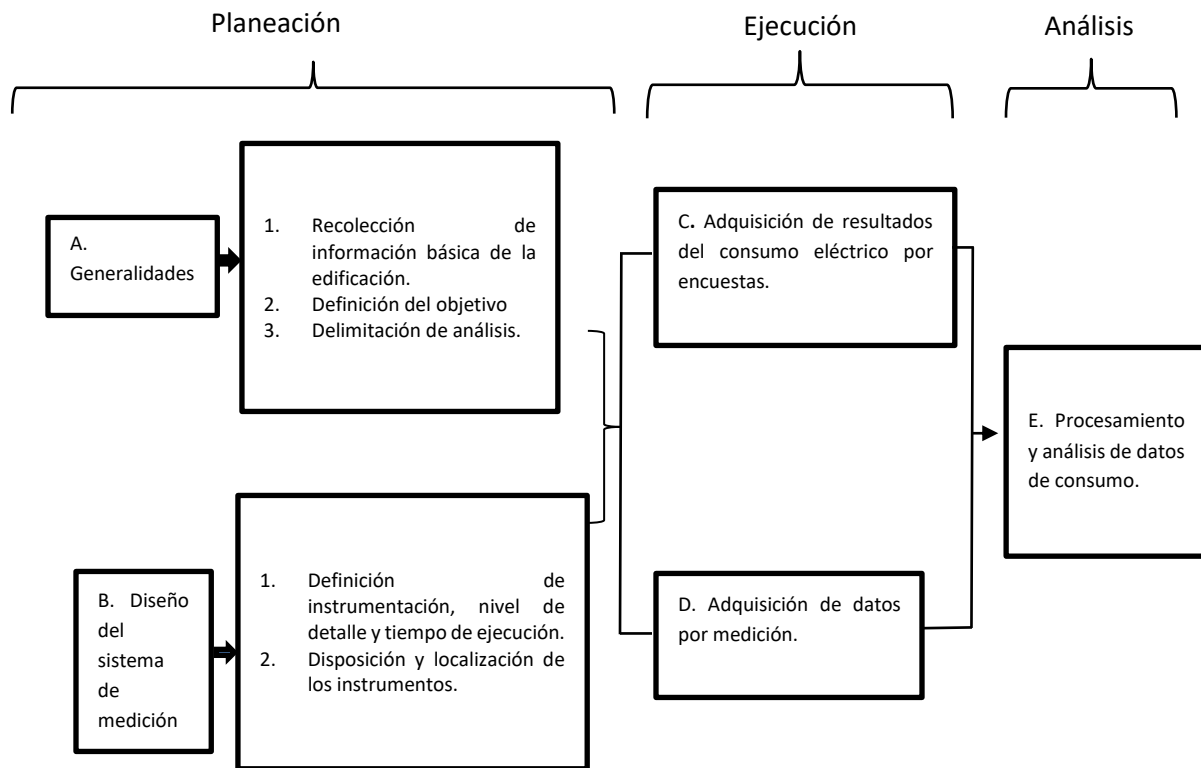 Planeación
Ejecución
Análisis
A.
Generalidades
1. Recolección de
información básica de la
edificación.
2. Definición del objetivo
3. Delimitación de análisis.
B. Diseño
del
sistema
de
medición
1. Definición de
instrumentación, nivel de
detalle y tiempo de ejecución.
2. Disposición y localización de
los instrumentos.
C. Adquisición de resultados
del consumo eléctrico por
encuestas.
D. Adquisición de datos
por medición.
E. Procesamiento
y análisis de datos
de consumo.